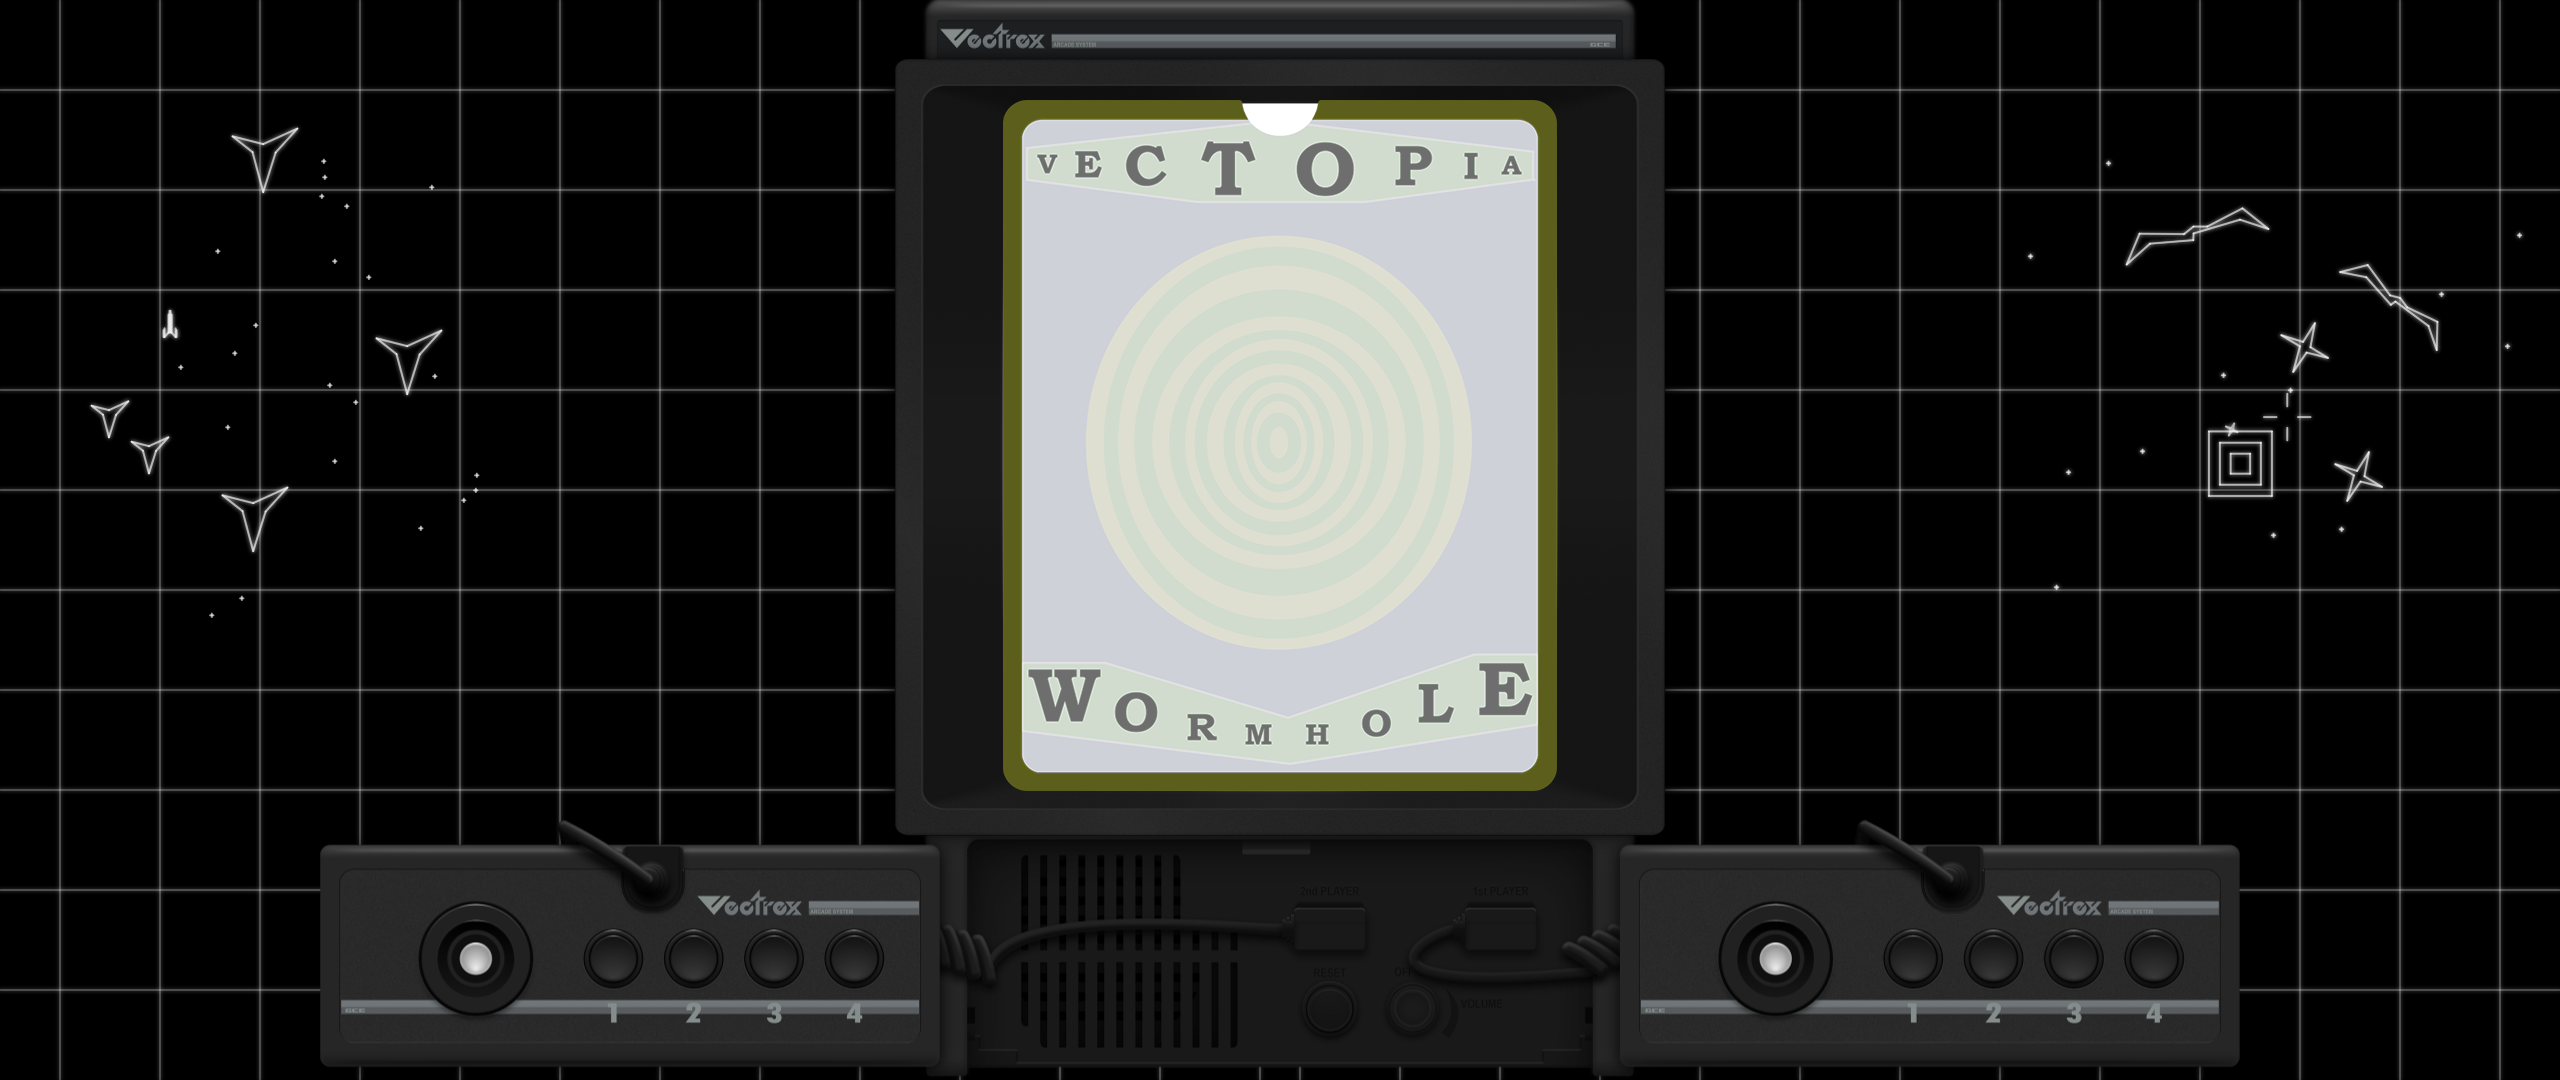 Vectrex
ARCADE SYSTEM
GCE
VECTOPIA
WORMHOLE
2nd PLAYER
1st PLAYER
RESET
OFF
VOLUME
Vectrex
ARCADE SYSTEM
GCE
1 2 3 4
Vectrex
ARCADE SYSTEM
GCE
1 2 3 4